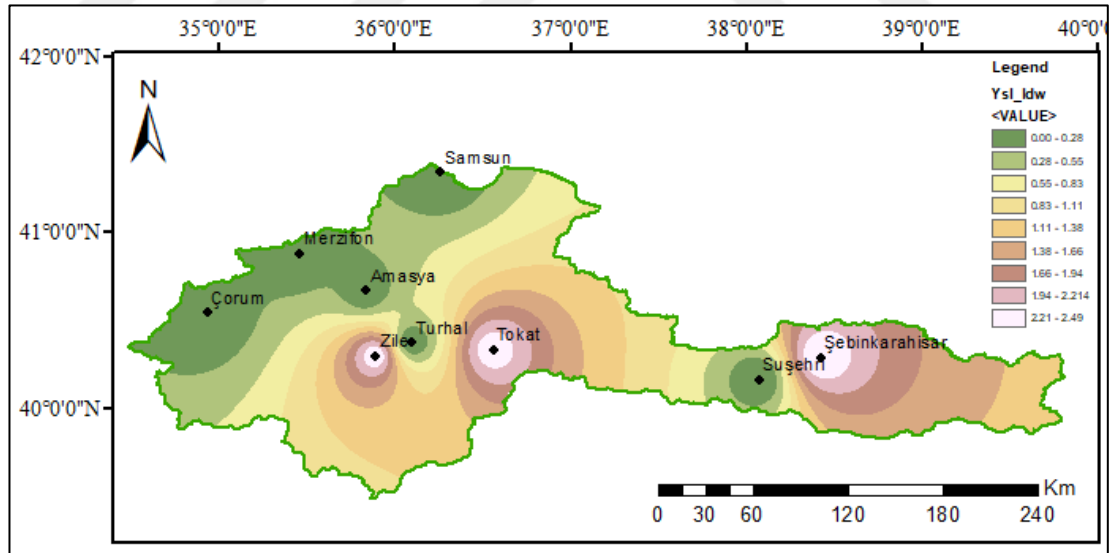 35°0'0"E 36°0'0"E 37°0'0"E 38°0'0"E 39°0'0"E 40°0'0
42°0'0"N
N
Legend
Ysl_Idw
<VALUE>
0.00 - 0.28
0.28 - 0.55
0.55 - 0.83
0.83 - 1.11
1.11 - 1.38
1.38 - 1.66
1.66 - 1.94
1.94 - 2.214
2.21 - 2.49
Samsun
41°0'0"N
Merzifon
Amasya
Çorum
Turhal
Zile
Tokat
Şebinkarahisar
Suşehri
40°0'0"N
Km
0 30 60 120 180 240